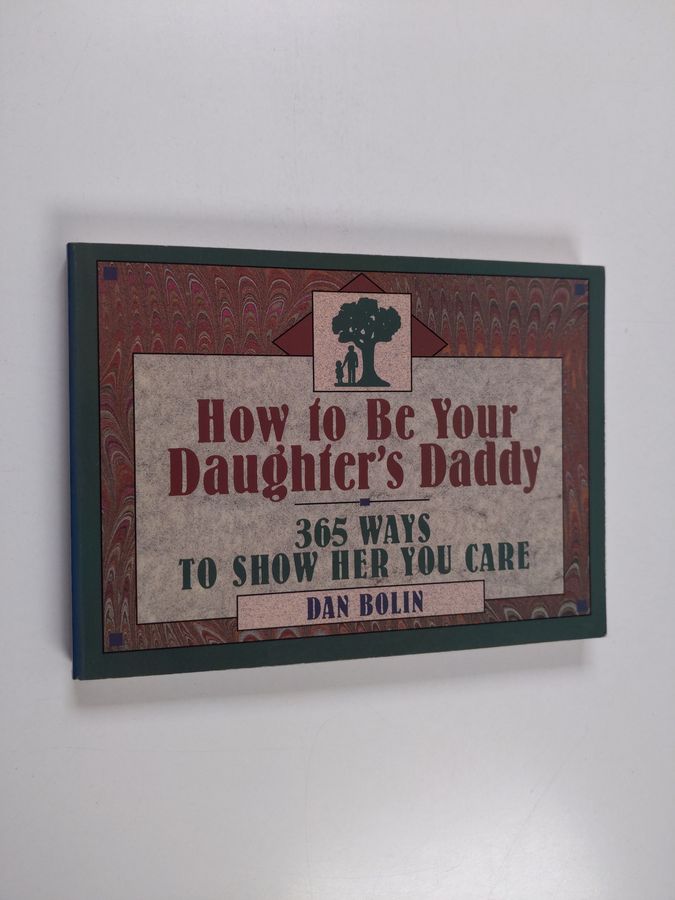 How to Be Your
Daughter's Daddy
365 WAYS
TO SHOW HER YOU CARE
DAN BOLIN